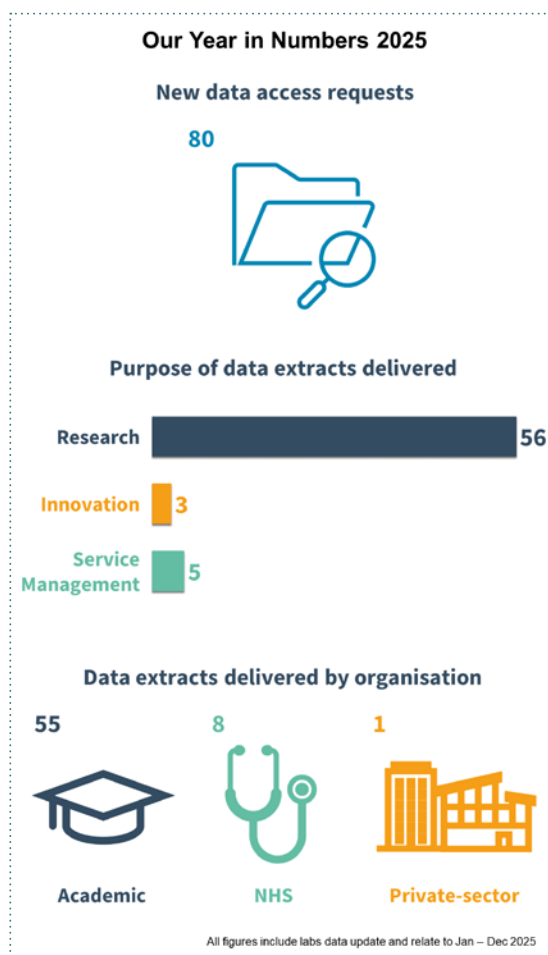 Our Year in Numbers 2025
New data access requests
80
Purpose of data extracts delivered
Research
56
Innovation
3
Service
Management
5
Data extracts delivered by organisation
55
8
1
Academic
NHS
Private-sector
All figures include labs data update and relate to Jan – Dec 2025